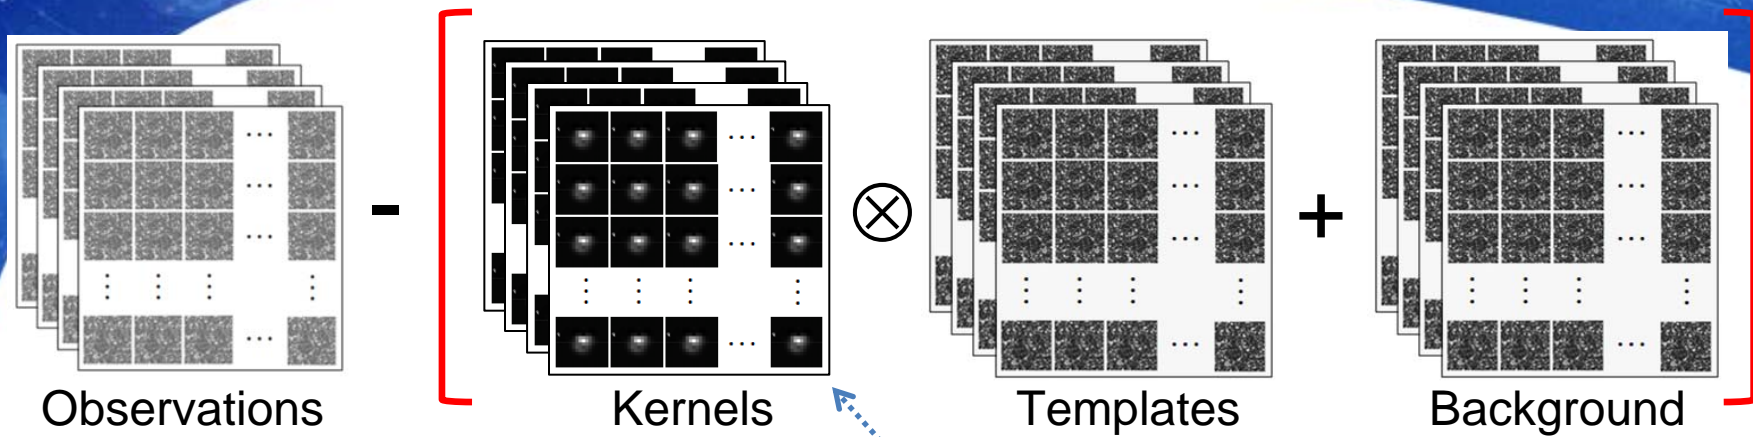 - ⊗ +
Observations Kernels Templates Background